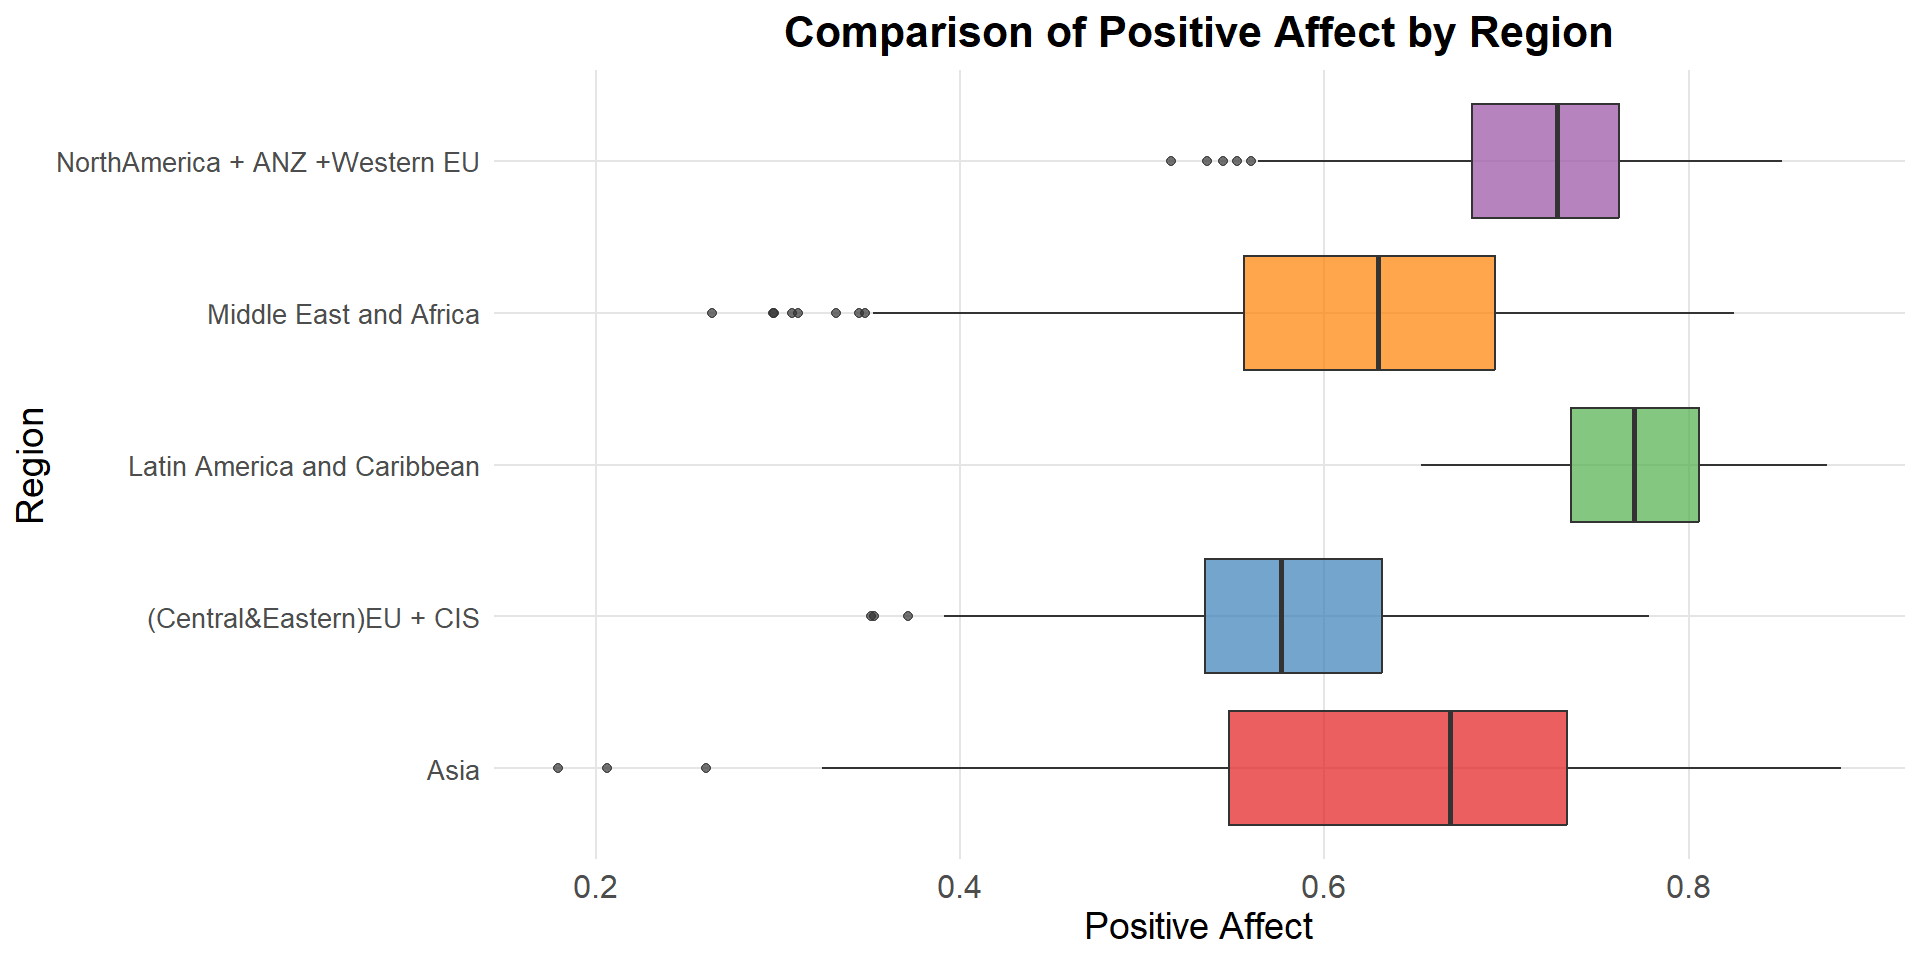 Comparison of Positive Affect by Region
NorthAmerica + ANZ +Western EU
Middle East and Africa
Latin America and Caribbean
(Central&Eastern)EU + CIS
Asia
Region
0.2
0.4
0.6
0.8
Positive Affect